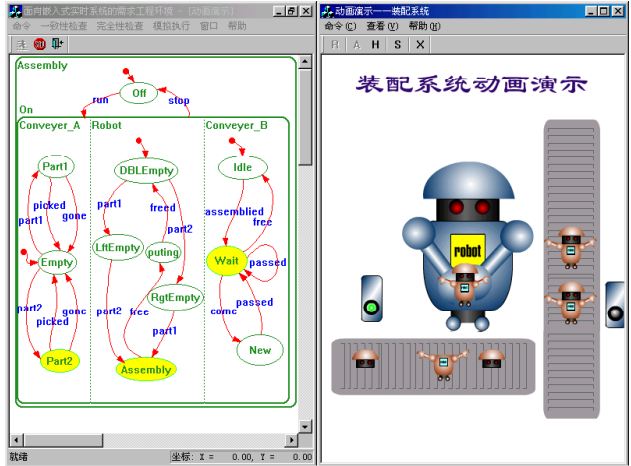 面向嵌入式实时系统的需求工程环境 - (动画演示)
命令 一致性检查 完全性检查 模拟执行 窗口 帮助
Assembly
Off
run
stop
On
Conveyer_A
Robot
Conveyer_B
Part1
DBLEmpty
Idle
picked
part1
gone
part1
freed
part2
assemblied
free
LftEmpty
puting
Empty
Wait
passed
RgtEmpty
part2
picked
gonc
part2
free
part1
comc
passed
Part2
Assembly
New
就绪
坐标: X = 0.00, Y = 0.00
动画演示——装配系统
命令(C) 查看(V) 帮助(H)
R A H S X
装配系统动画演示
robot